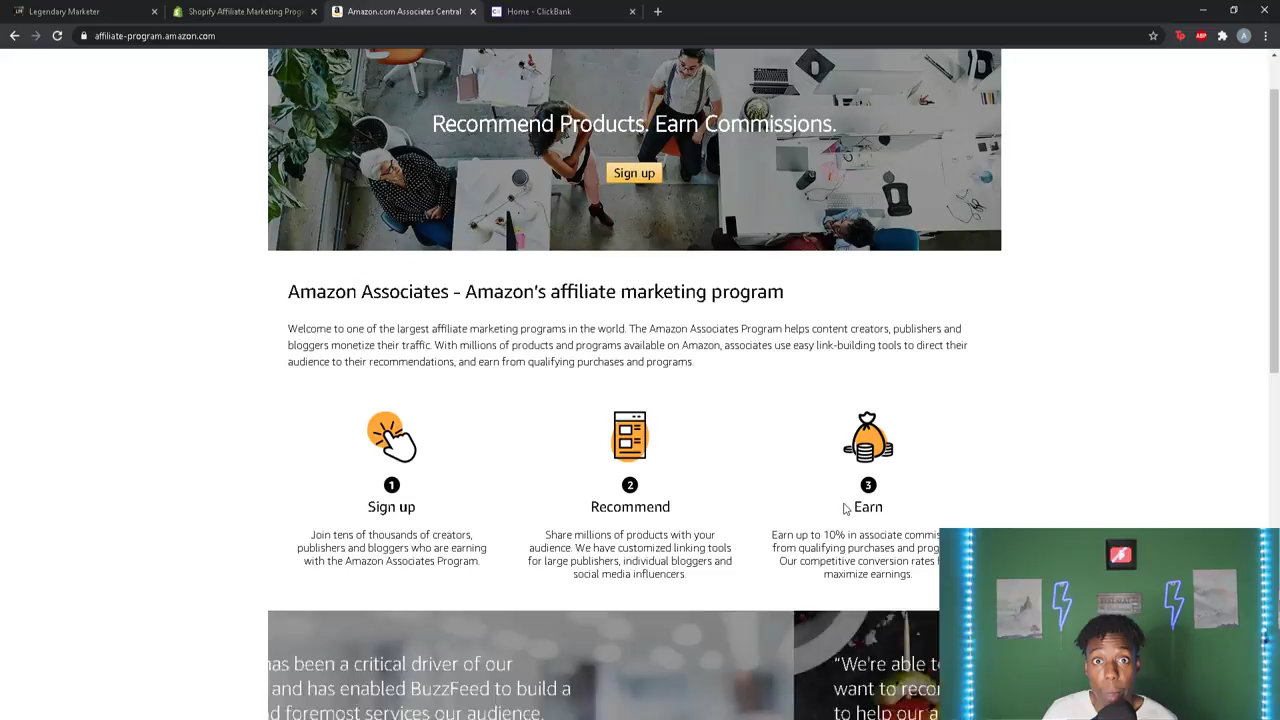 Legendary Marketer
Shopify Affiliate Marketing Prog
Amazon.com Associates Central
Home - ClickBank
affiliate-program.amazon.com
Recommend Products. Earn Commissions.
Sign up
Amazon Associates - Amazon's affiliate marketing program
Welcome to one of the largest affiliate marketing programs in the world. The Amazon Associates Program helps content creators, publishers and
bloggers monetize their traffic. With millions of products and programs available on Amazon, associates use easy link-building tools to direct their
audience to their recommendations, and earn from qualifying purchases and programs.
1
Sign up
Join tens of thousands of creators,
publishers and bloggers who are earning
with the Amazon Associates Program.
2
Recommend
Share millions of products with your
audience. We have customized linking tools
for large publishers, individual bloggers and
social media influencers.
3
Earn
Earn up to 10% in associate commis
from qualifying purchases and prog
Our competitive conversion rates
maximize earnings.
has been a critical driver of our
and has enabled BuzzFeed to build a
d foremost services our audience.
"We're able t
want to reco
to help our a